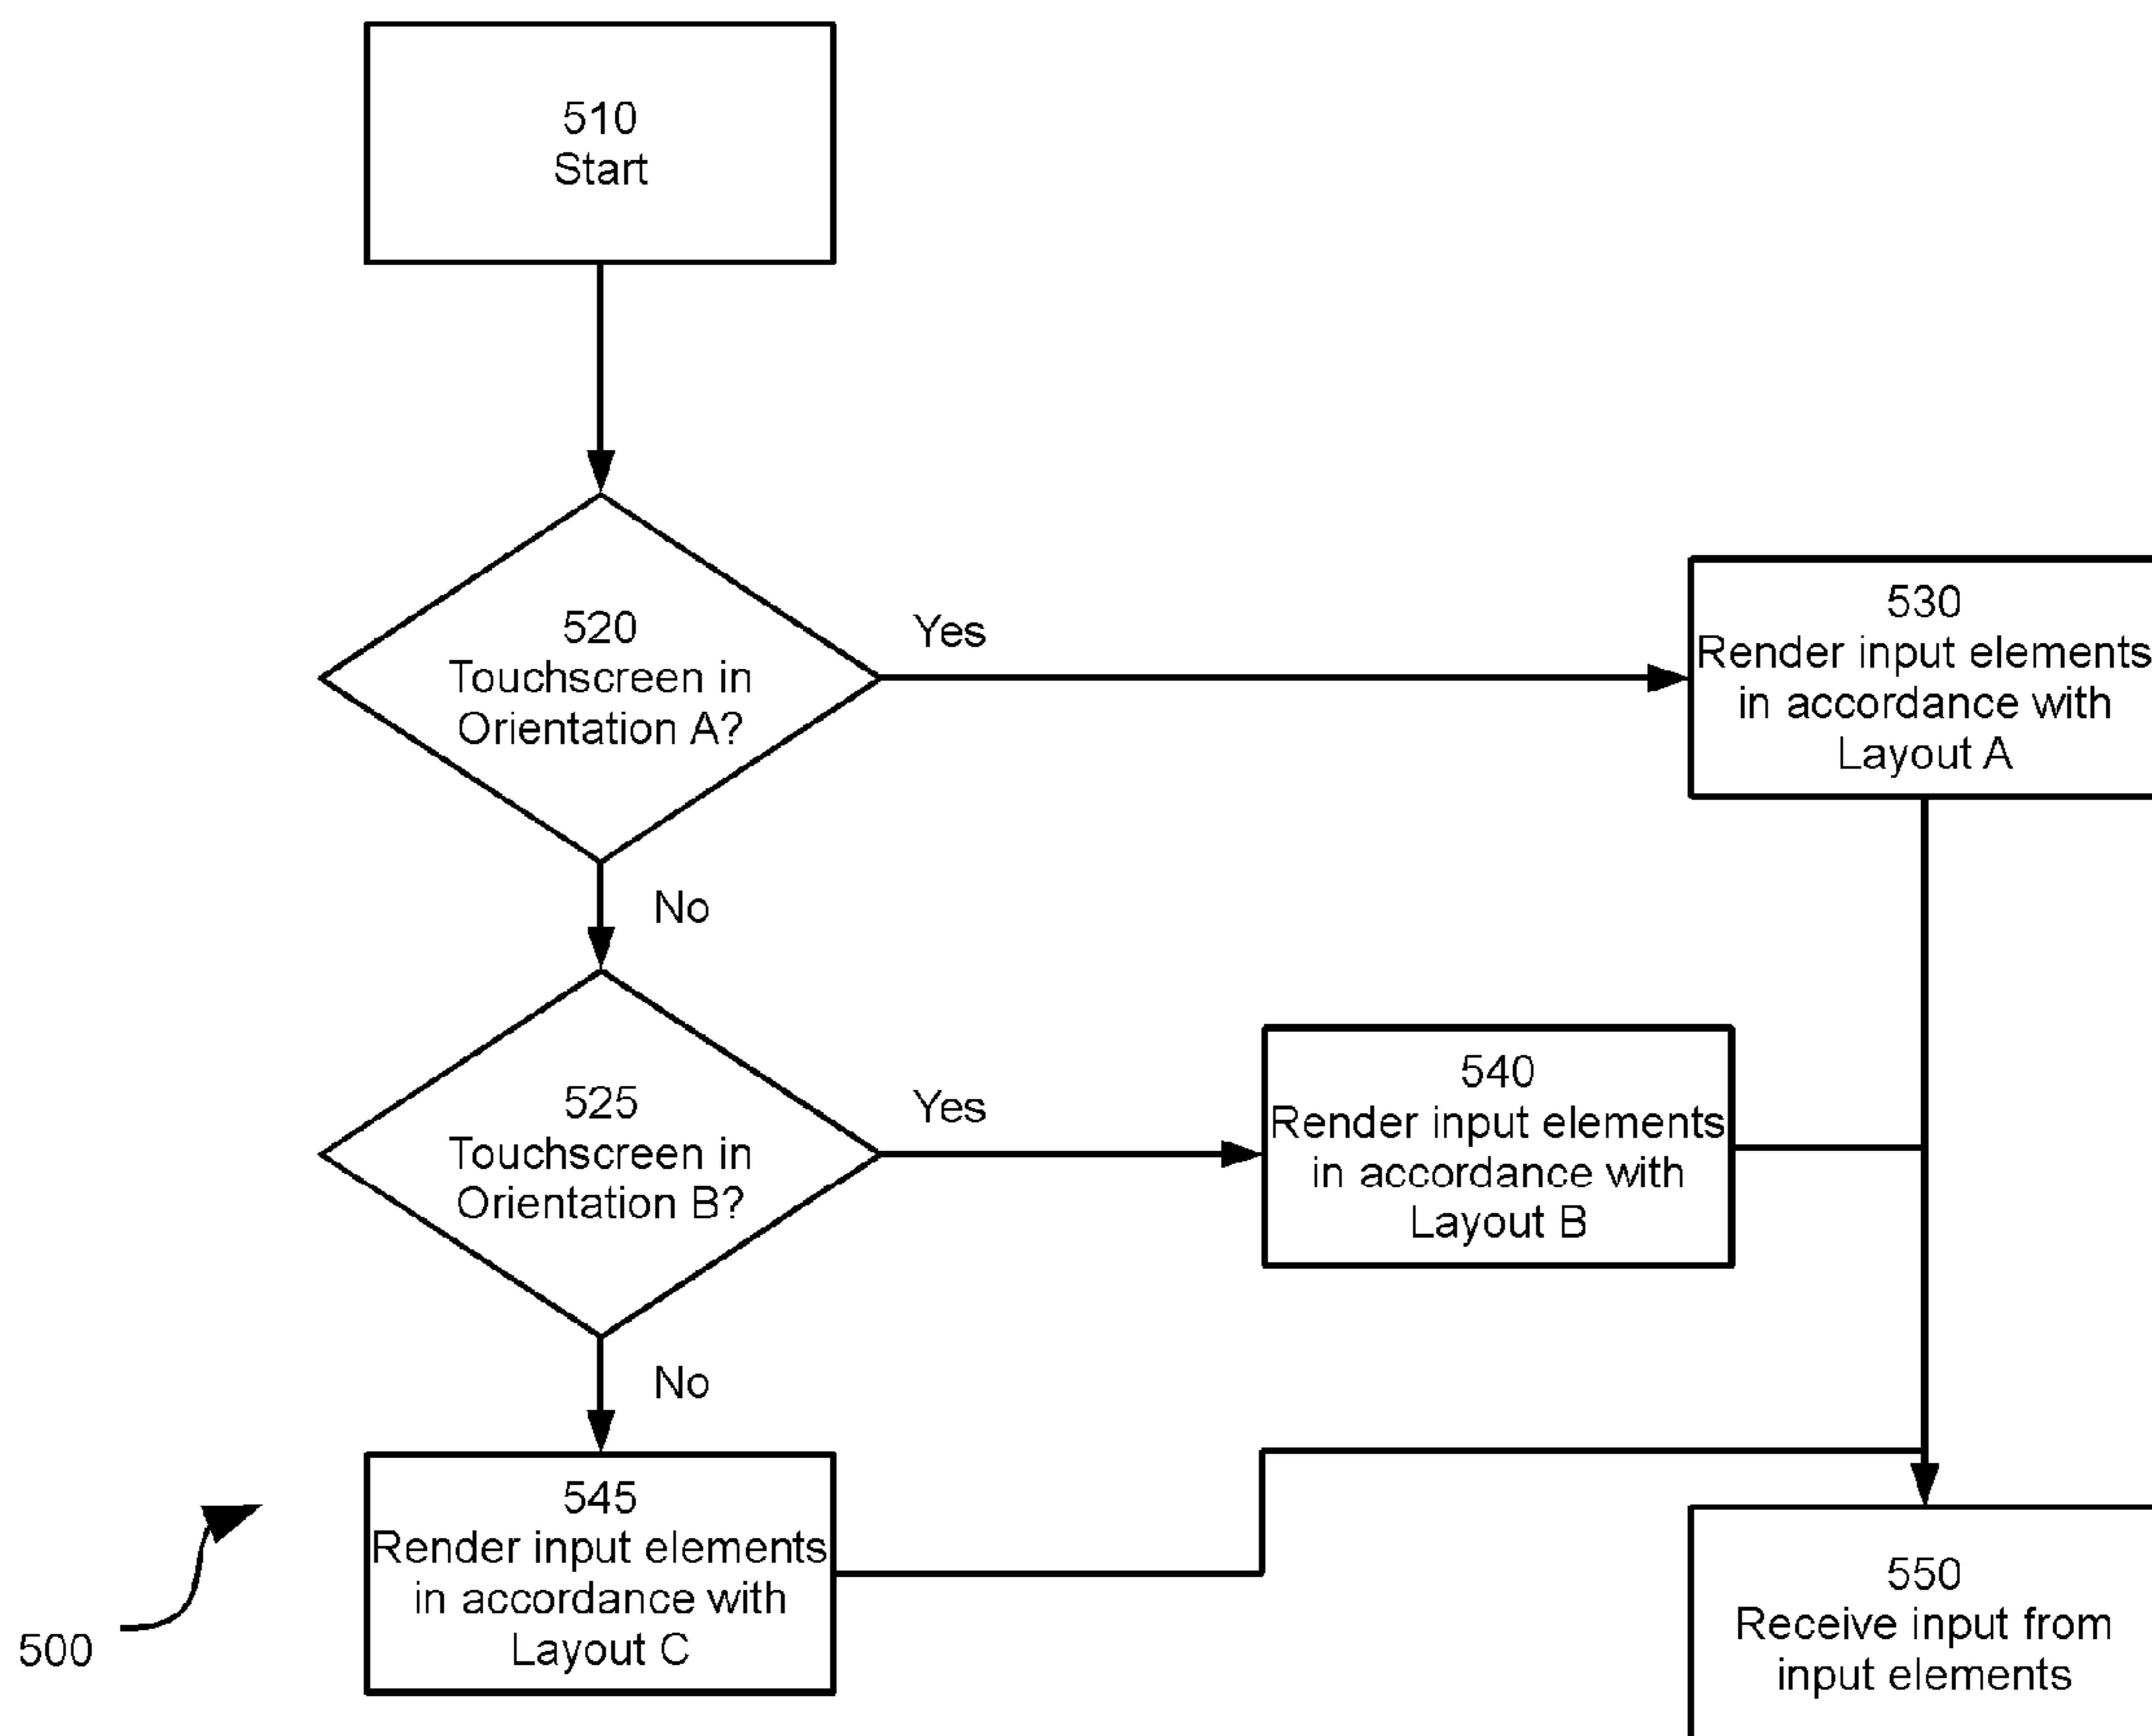 510
Start
520
Touchscreen in
Orientation A?
Yes
530
Render input elements
in accordance with
Layout A
No
525
Touchscreen in
Orientation B?
Yes
540
Render input elements
in accordance with
Layout B
No
545
Render input elements
in accordance with
Layout C
550
Receive input from
input elements
500